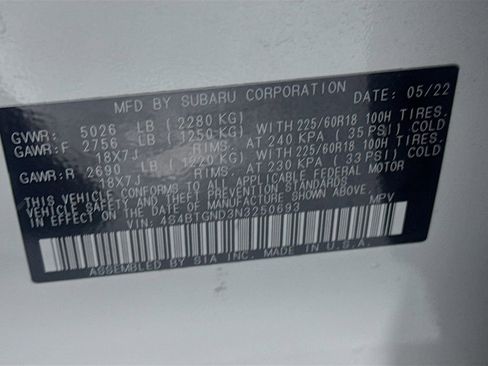 MFD BY SUBARU CORPORATION DATE: 05/22
GVWR: 5026 LB (2280 KG)
GAWR:F 2756 LB (1250 KG) WITH 225/60R18 100H TIRES.
18X7J RIMS. AT 240 KPA ( 35 PSI) COLD
GAWR:R 2690 LB (1220 KG) WITH 225/60R18 100H TIRES.
18X7J RIMS. AT 230 KPA ( 33 PSI) COLD
THIS VEHICLE CONFORMS TO ALL APPLICABLE FEDERAL MOTOR
VEHICLE SAFETY AND THEFT PREVENTION STANDARDS
IN EFFECT ON THE DATE OF MANUFACTURE SHOWN ABOVE.
VIN: 4S4BTGND3N3250693 MPV
ASSEMBLED BY SIA INC. MADE IN U.S.A.